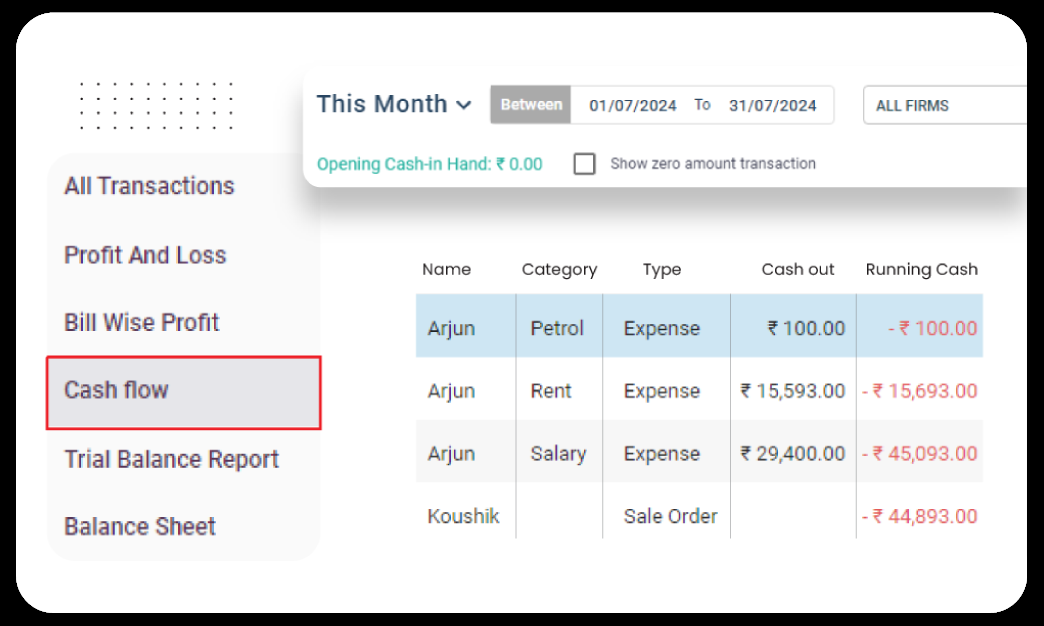 This Month Between 01/07/2024 To 31/07/2024 ALL FIRMS
Opening Cash-in Hand: ₹ 0.00 Show zero amount transaction
All Transactions
Profit And Loss
Bill Wise Profit
Cash flow
Trial Balance Report
Balance Sheet
Name Category Type Cash out Running Cash
Arjun Petrol Expense ₹ 100.00 - ₹ 100.00
Arjun Rent Expense ₹ 15,593.00 - ₹ 15,693.00
Arjun Salary Expense ₹ 29,400.00 - ₹ 45,093.00
Koushik Sale Order - ₹ 44,893.00